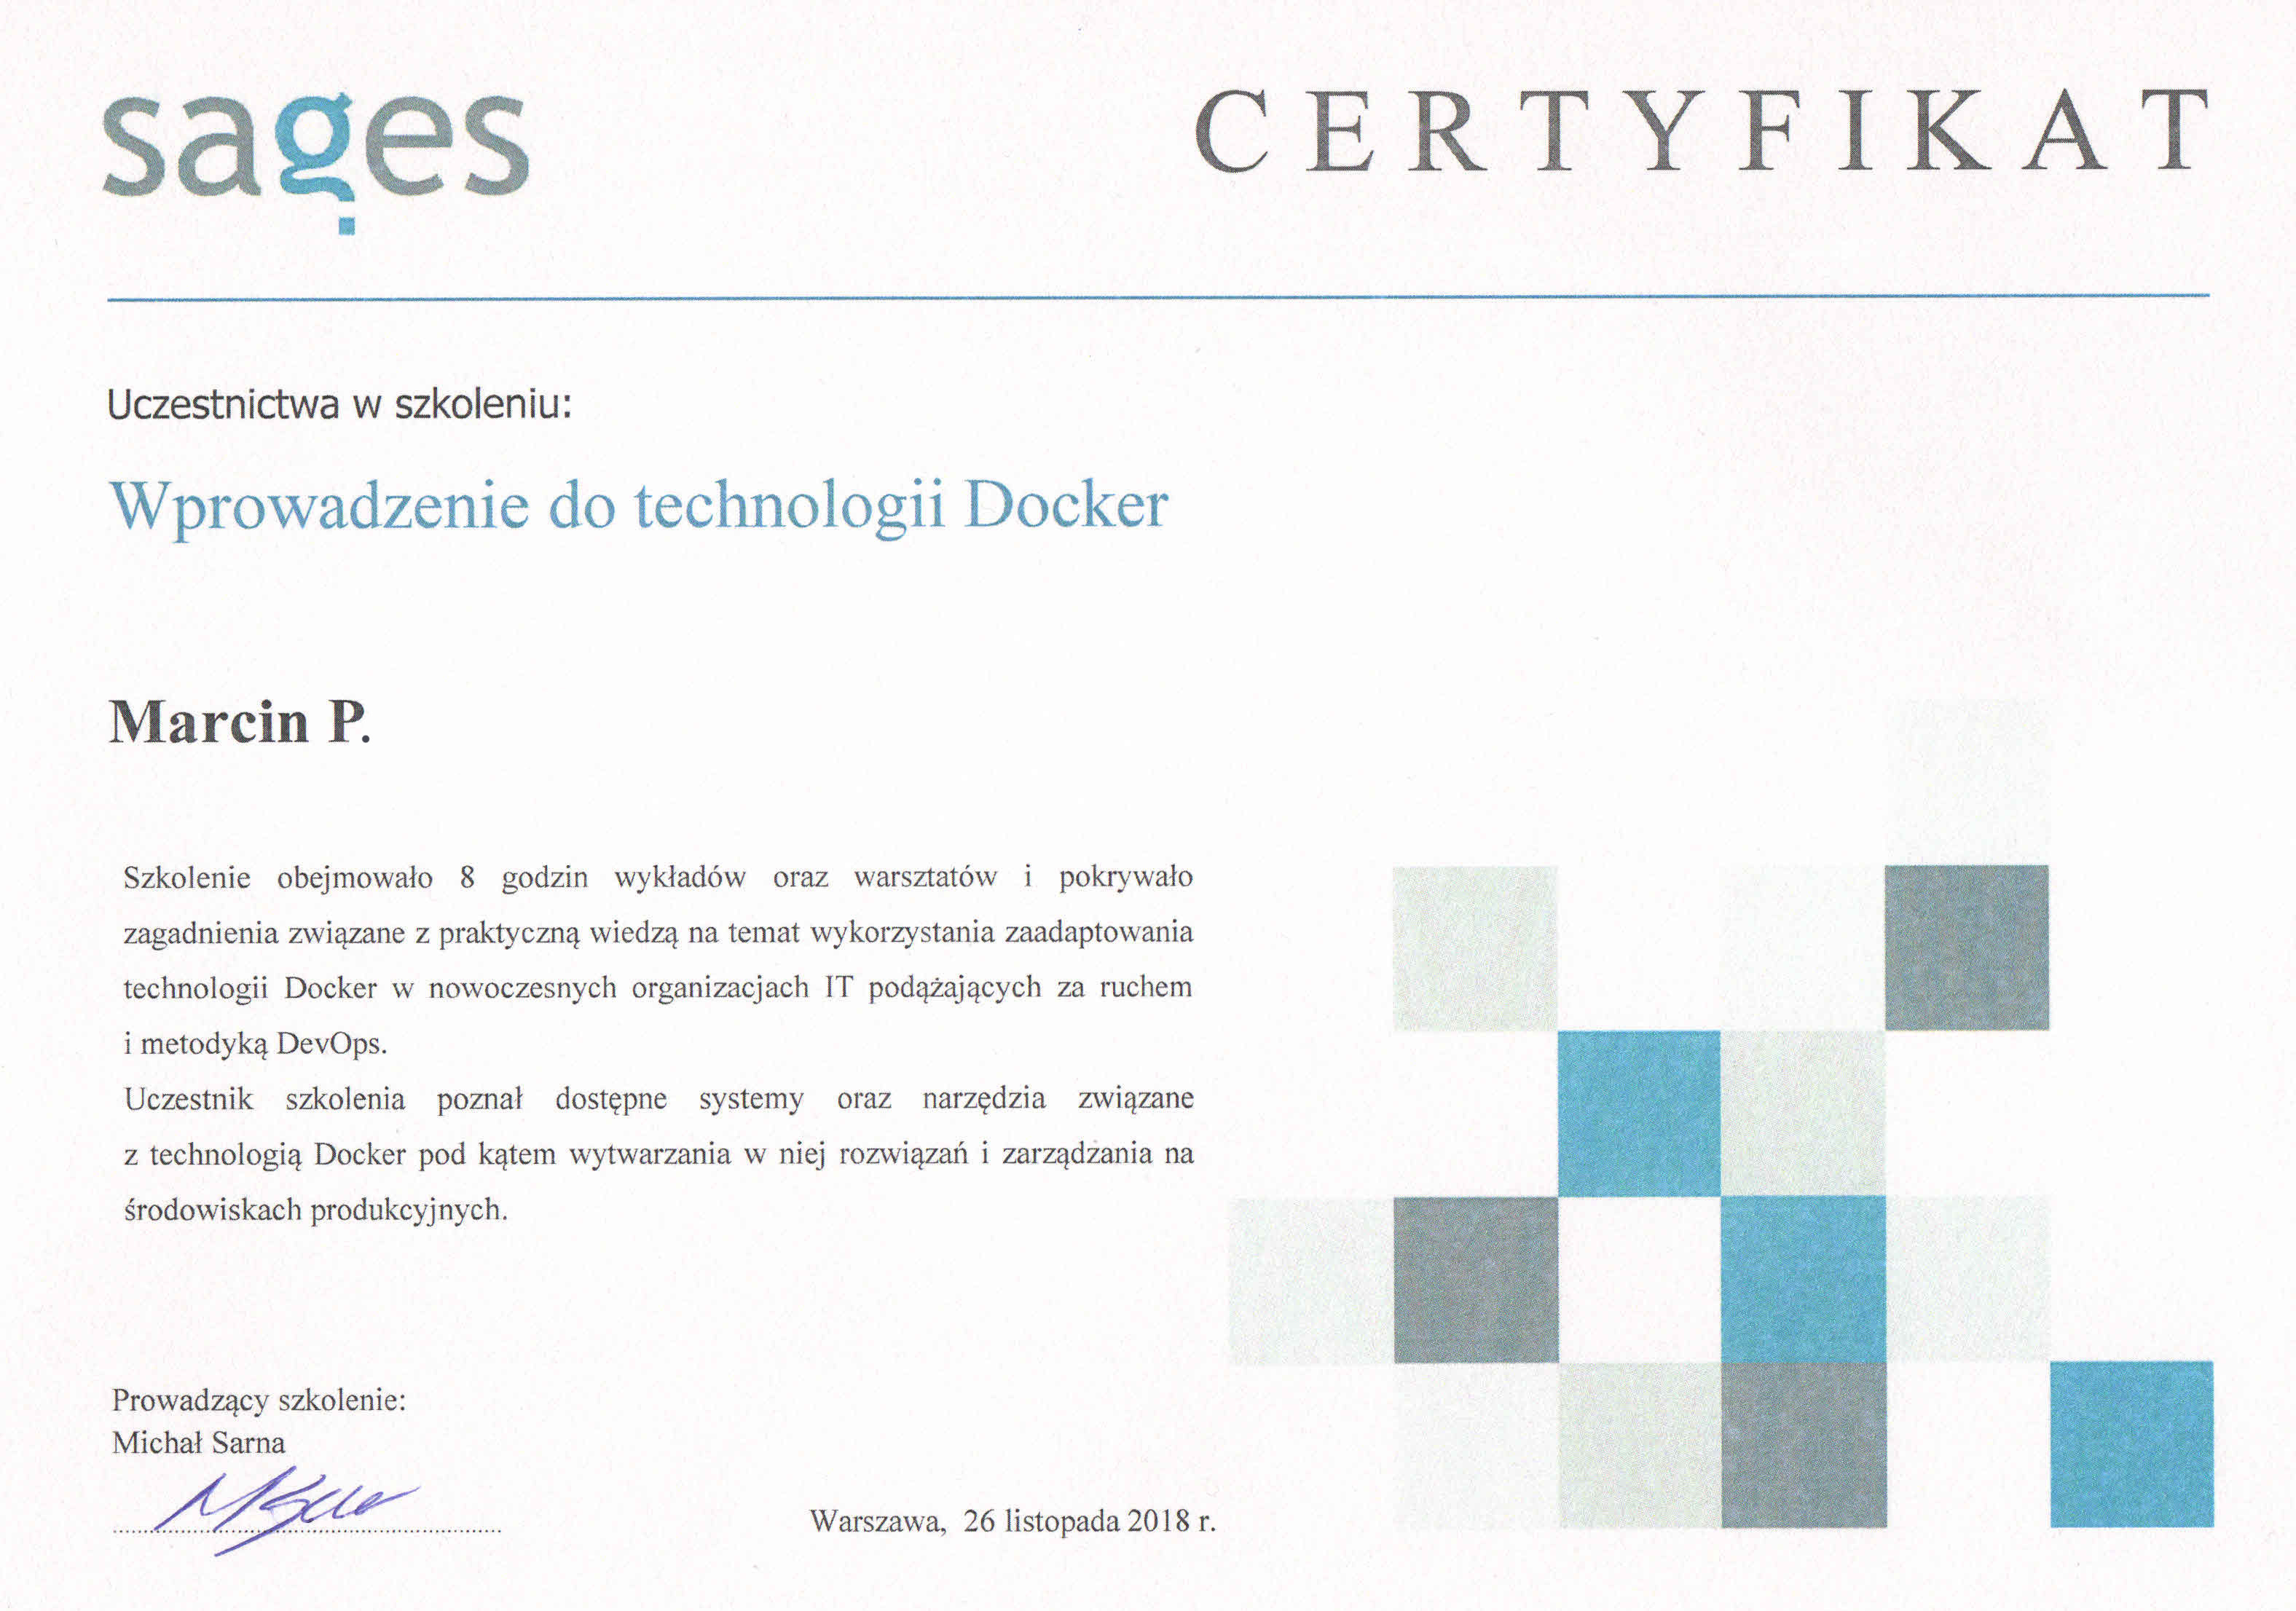 sages
CERTYFIKAT
Uczestnictwa w szkoleniu:
Wprowadzenie do technologii Docker
Marcin P.
Szkolenie obejmowało 8 godzin wykładów oraz warsztatów i pokrywało
zagadnienia związane z praktyczną wiedzą na temat wykorzystania zaadaptowania
technologii Docker w nowoczesnych organizacjach IT podążających za ruchem
i metodyką DevOps.
Uczestnik szkolenia poznał dostępne systemy oraz narzędzia związane
z technologią Docker pod kątem wytwarzania w niej rozwiązań i zarządzania na
środowiskach produkcyjnych.
Prowadzący szkolenie:
Michał Sarna
Warszawa, 26 listopada 2018 r.